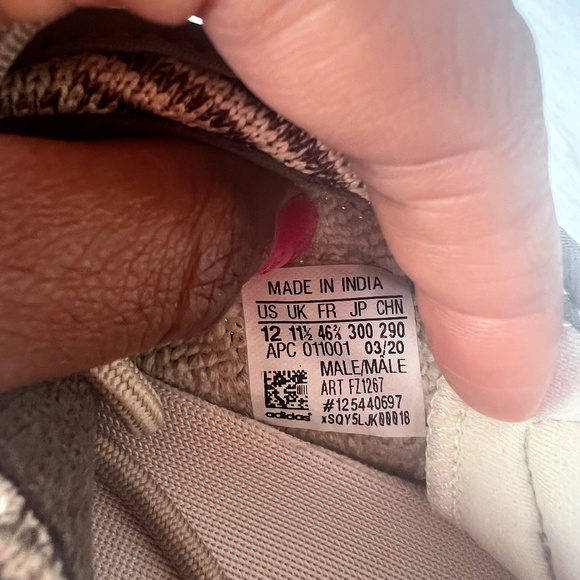 MADE IN INDIA
US UK FR JP CHN
12 11½ 46⅔ 300 290
APC 011001 03/20
MALE/MÂLE
ART FZ1267
#125440697
adidas xSQY5LJK00018